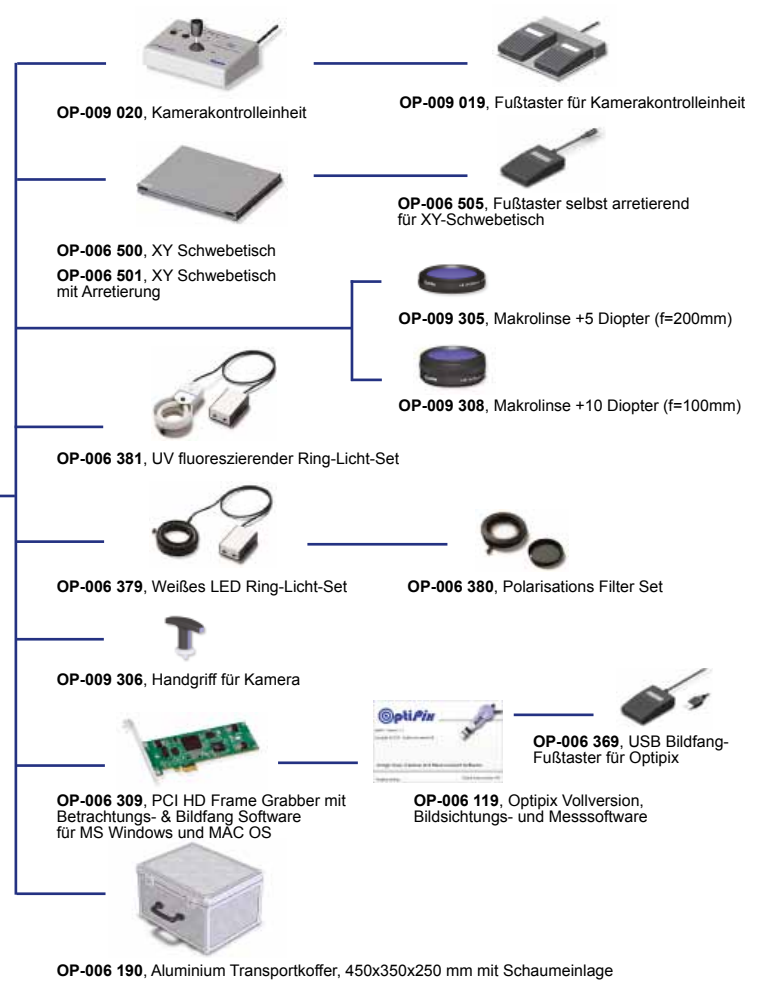 OP-009 020, Kamerakontrolleinheit
OP-009 019, Fußtaster für Kamerakontrolleinheit
OP-006 505, Fußtaster selbst arretierend
für XY-Schwebetisch
OP-006 500, XY Schwebetisch
OP-006 501, XY Schwebetisch
mit Arretierung
OP-009 305, Makrolinse +5 Diopter (f=200mm)
OP-009 308, Makrolinse +10 Diopter (f=100mm)
OP-006 381, UV fluoreszierender Ring-Licht-Set
OP-006 379, Weißes LED Ring-Licht-Set
OP-006 380, Polarisations Filter Set
OP-009 306, Handgriff für Kamera
OptiPix
OP-006 369, USB Bildfang-
Fußtaster für Optipix
OP-006 309, PCI HD Frame Grabber mit
Betrachtungs- & Bildfang Software
für MS Windows und MAC OS
OP-006 119, Optipix Vollversion,
Bildsichtungs- und Messsoftware
OP-006 190, Aluminium Transportkoffer, 450x350x250 mm mit Schaumeinlage